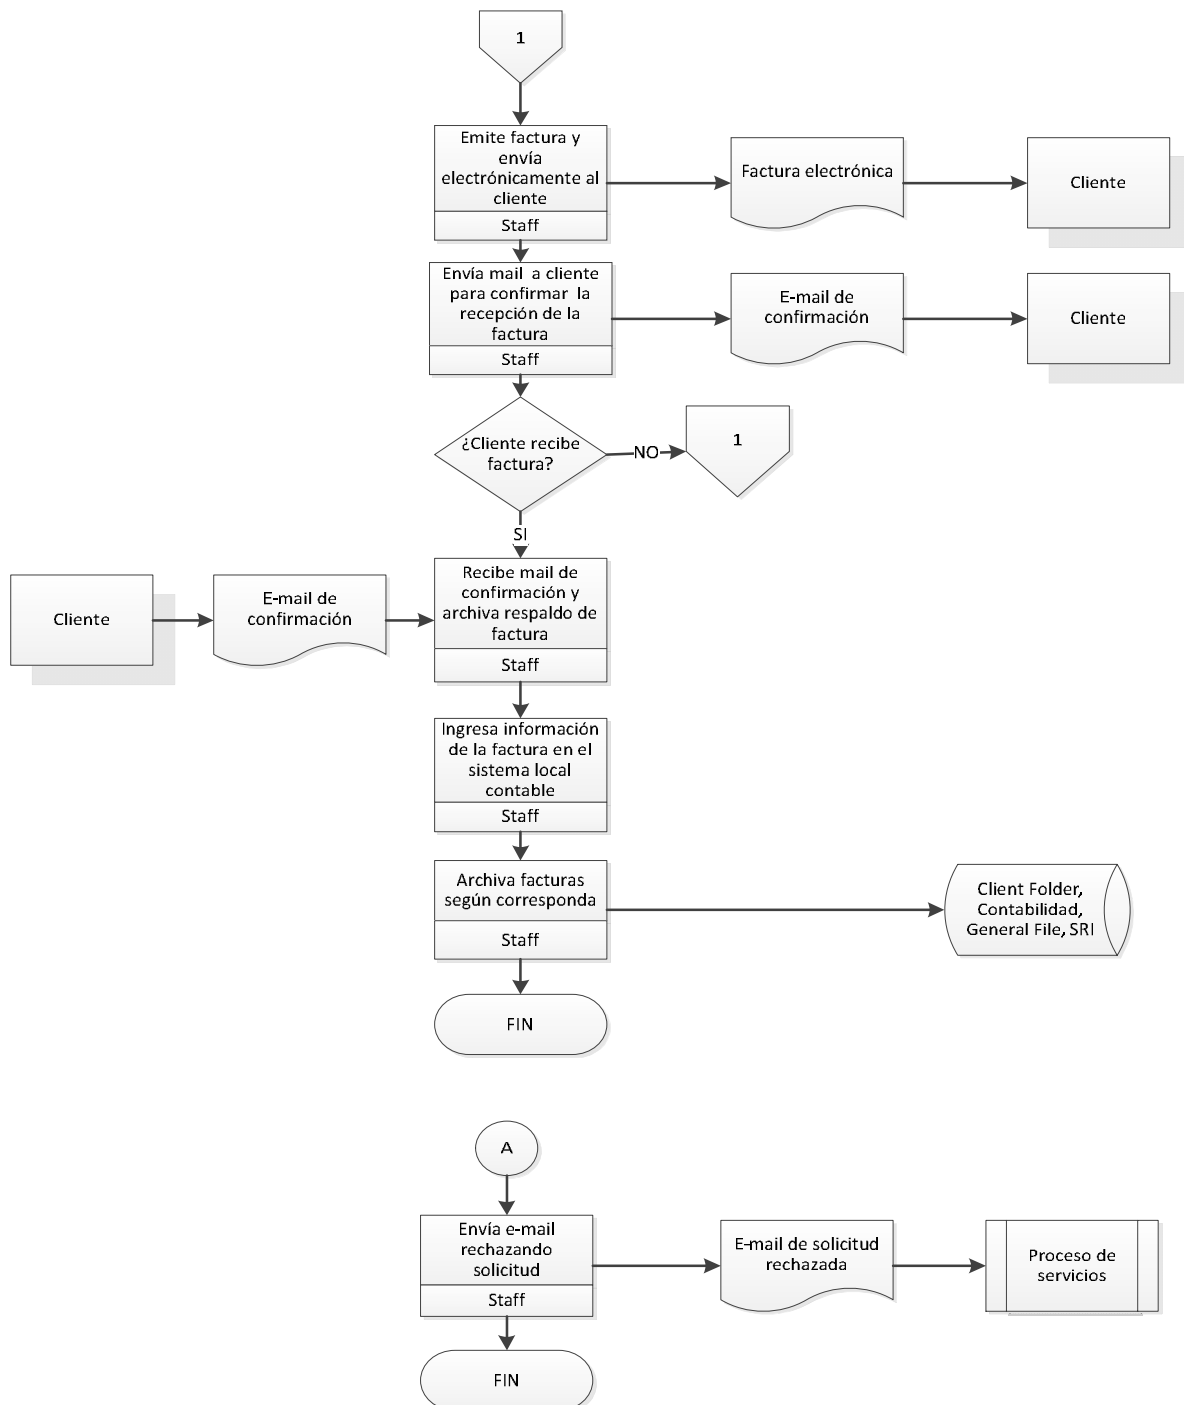 1
Emite factura y
envía
electrónicamente al
cliente
Staff
Factura electrónica
Cliente
Envía mail a cliente
para confirmar la
recepción de la
factura
Staff
E-mail de
confirmación
Cliente
¿Cliente recibe
factura?
NO
1
SI
Cliente
E-mail de
confirmación
Recibe mail de
confirmación y
archiva respaldo de
factura
Staff
Ingresa información
de la factura en el
sistema local
contable
Staff
Archiva facturas
según corresponda
Staff
Client Folder,
Contabilidad,
General File, SRI
FIN
A
Envía e-mail
rechazando
solicitud
Staff
E-mail de solicitud
rechazada
Proceso de
servicios
FIN